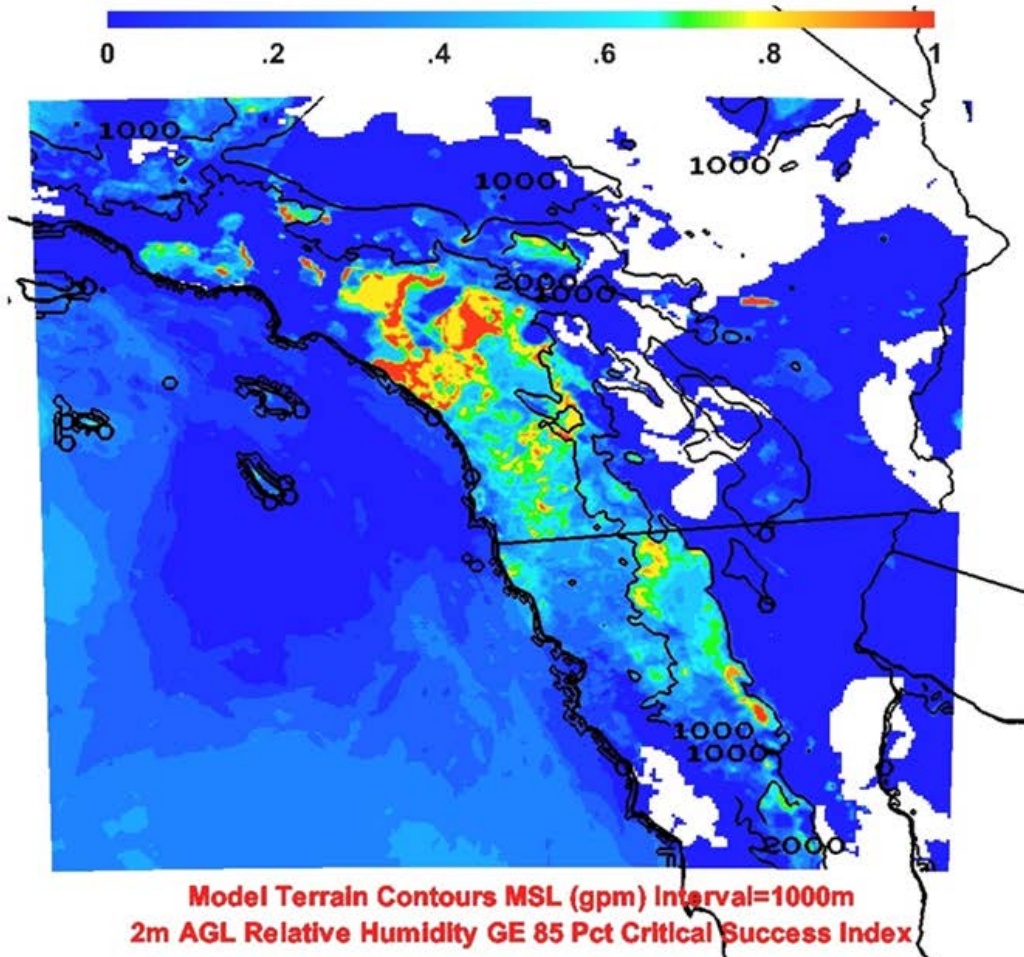 0 .2 .4 .6 .8 1
1000
1000
1000
2000
1000
1000
1000
2000
Model Terrain Contours MSL (gpm) Interval=1000m
2m AGL Relative Humidity GE 85 Pct Critical Success Index